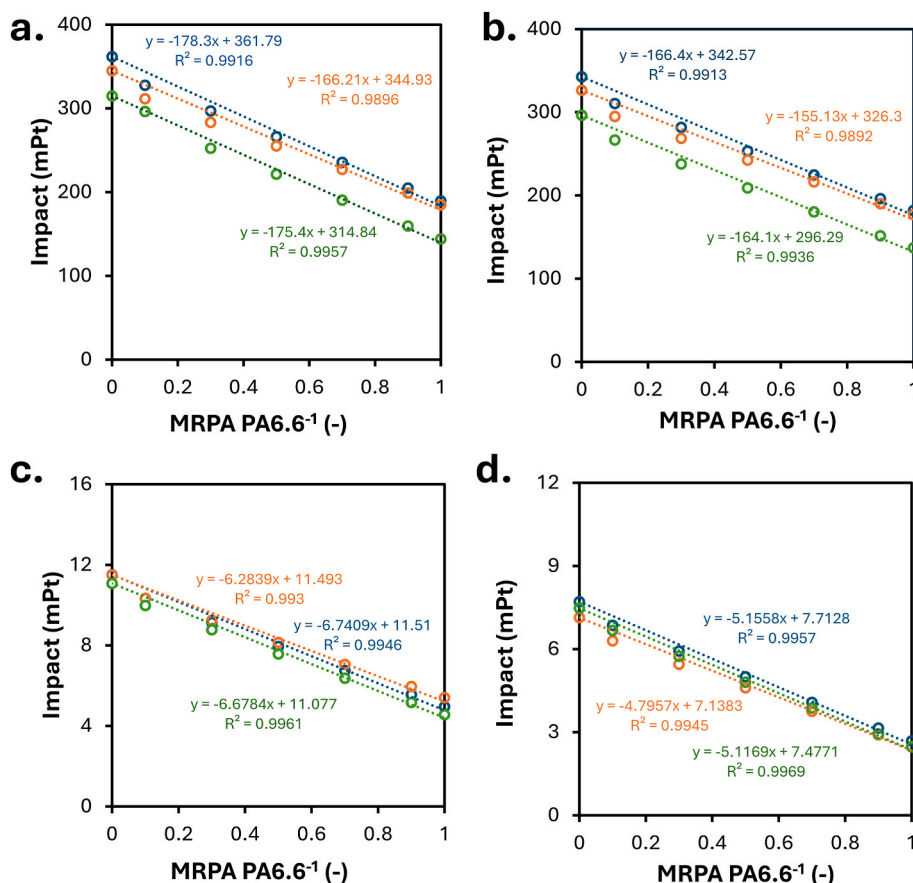 a.
y = -178.3x + 361.79
R² = 0.9916
y = -166.21x + 344.93
R² = 0.9896
y = -175.4x + 314.84
R² = 0.9957
Impact (mPt)
400
300
200
100
0
0 0.2 0.4 0.6 0.8 1
MRPA PA6.6⁻¹ (-)
b.
y = -166.4x + 342.57
R² = 0.9913
y = -155.13x + 326.3
R² = 0.9892
y = -164.1x + 296.29
R² = 0.9936
Impact (mPt)
400
300
200
100
0
0 0.2 0.4 0.6 0.8 1
MRPA PA6.6⁻¹ (-)
c.
y = -6.2839x + 11.493
R² = 0.993
y = -6.7409x + 11.51
R² = 0.9946
y = -6.6784x + 11.077
R² = 0.9961
Impact (mPt)
16
12
8
4
0
0 0.2 0.4 0.6 0.8 1
MRPA PA6.6⁻¹ (-)
d.
y = -5.1558x + 7.7128
R² = 0.9957
y = -4.7957x + 7.1383
R² = 0.9945
y = -5.1169x + 7.4771
R² = 0.9969
Impact (mPt)
12
9
6
3
0
0 0.2 0.4 0.6 0.8 1
MRPA PA6.6⁻¹ (-)